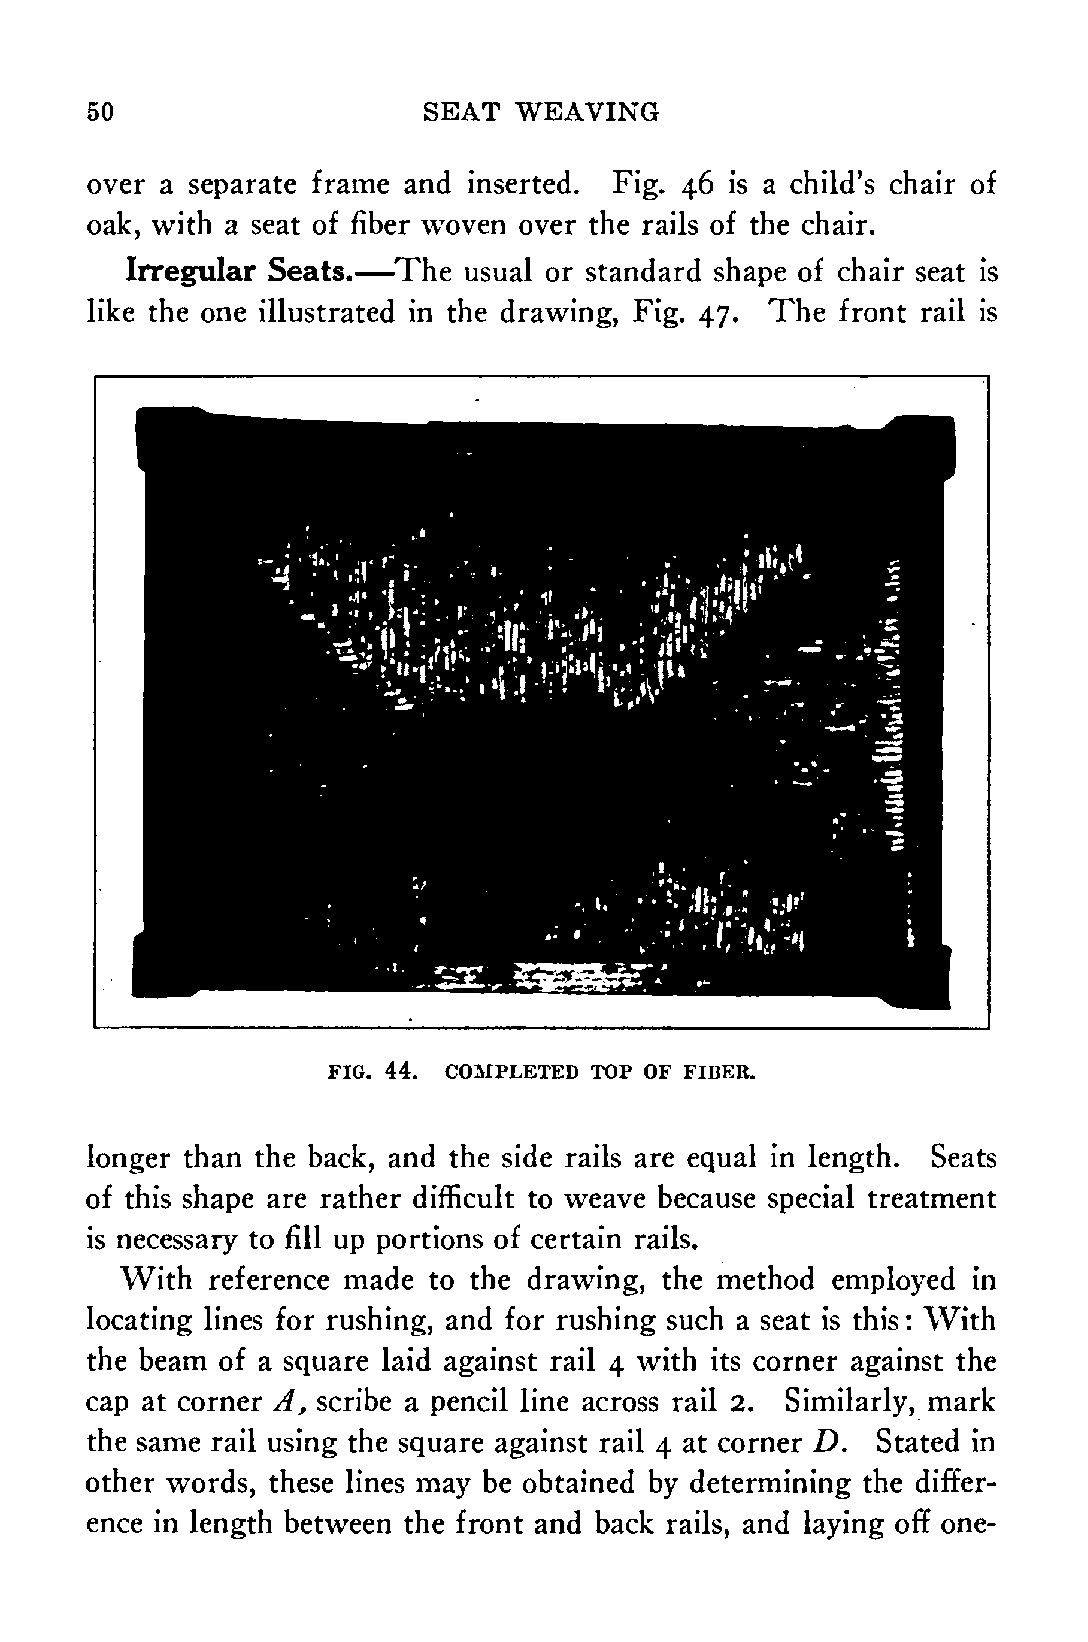 50 SEAT WEAVING
over a separate frame and inserted. Fig. 46 is a child's chair of
oak, with a seat of fiber woven over the rails of the chair.
Irregular Seats.—The usual or standard shape of chair seat is
like the one illustrated in the drawing, Fig. 47. The front rail is
FIG. 44. COMPLETED TOP OF FIBER.
longer than the back, and the side rails are equal in length. Seats
of this shape are rather difficult to weave because special treatment
is necessary to fill up portions of certain rails.
With reference made to the drawing, the method employed in
locating lines for rushing, and for rushing such a seat is this: With
the beam of a square laid against rail 4 with its corner against the
cap at corner A, scribe a pencil line across rail 2. Similarly, mark
the same rail using the square against rail 4 at corner D. Stated in
other words, these lines may be obtained by determining the differ-
ence in length between the front and back rails, and laying off one-